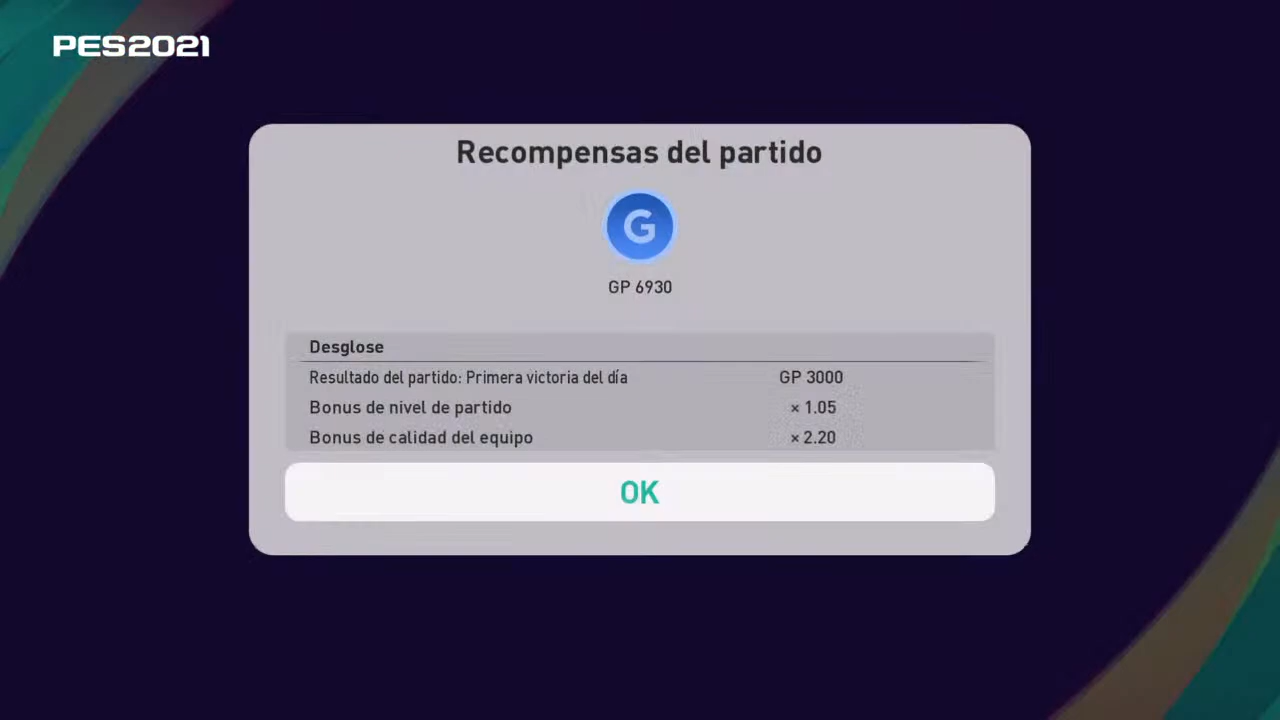 PES2021
Recompensas del partido
G
GP 6930
Desglose
Resultado del partido: Primera victoria del día GP 3000
Bonus de nivel de partido × 1.05
Bonus de calidad del equipo × 2.20
OK